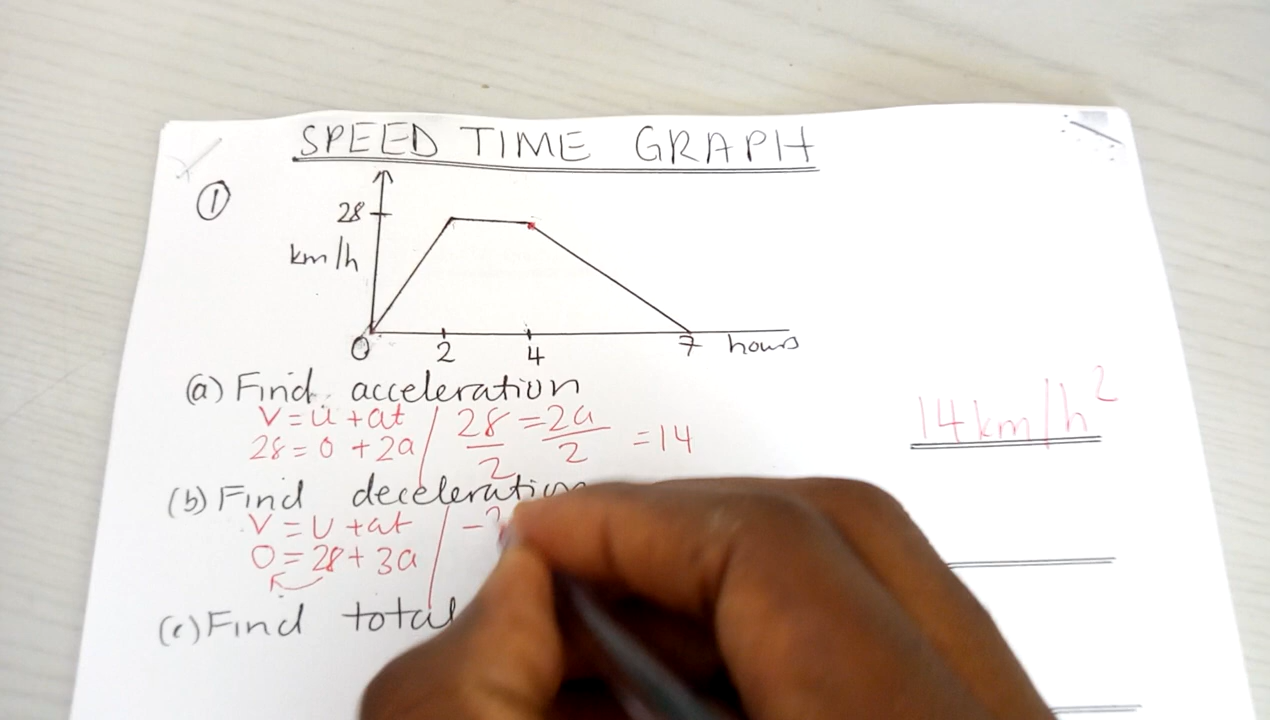 SPEED TIME GRAPH
①
28
km/h
0 2 4 7 hours
(a) Find acceleration
V = u + at
28 = 0 + 2a
28/2 = 2a/2 = 14
14 km/h²
(b) Find deceleration
V = U + at
0 = 28 + 3a
(c) Find total